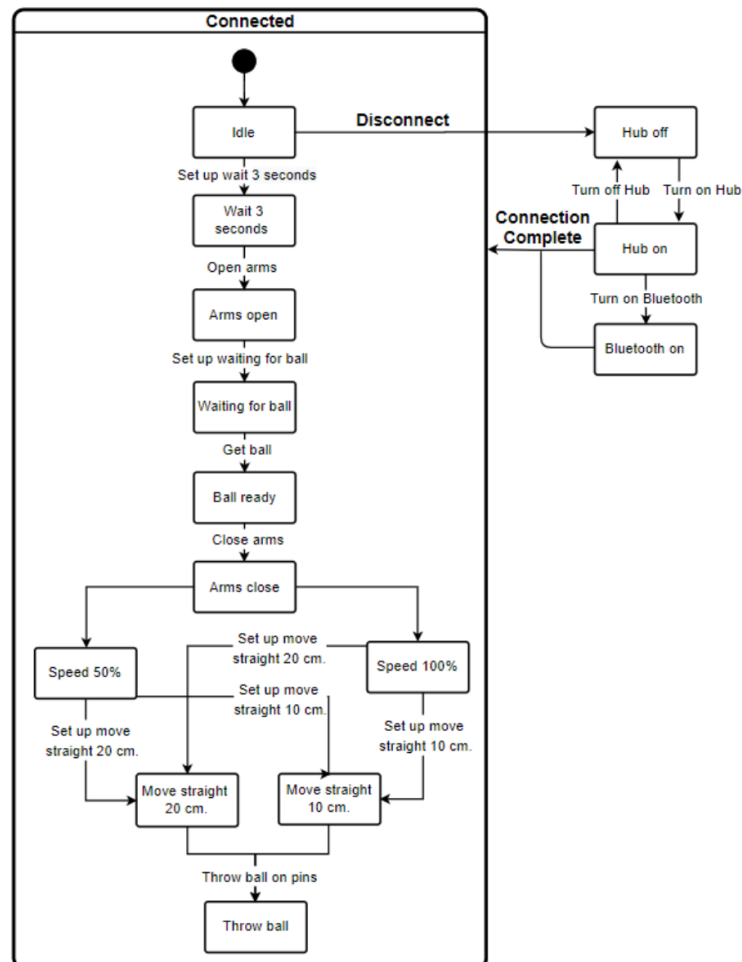 Connected
Idle
Disconnect
Hub off
Set up wait 3 seconds
Turn off Hub
Turn on Hub
Wait 3
seconds
Connection
Complete
Hub on
Open arms
Turn on Bluetooth
Arms open
Bluetooth on
Set up waiting for ball
Waiting for ball
Get ball
Ball ready
Close arms
Arms close
Set up move
straight 20 cm.
Speed 50%
Speed 100%
Set up move
straight 10 cm.
Set up move
straight 20 cm.
Set up move
straight 10 cm.
Move straight
20 cm.
Move straight
10 cm.
Throw ball on pins
Throw ball